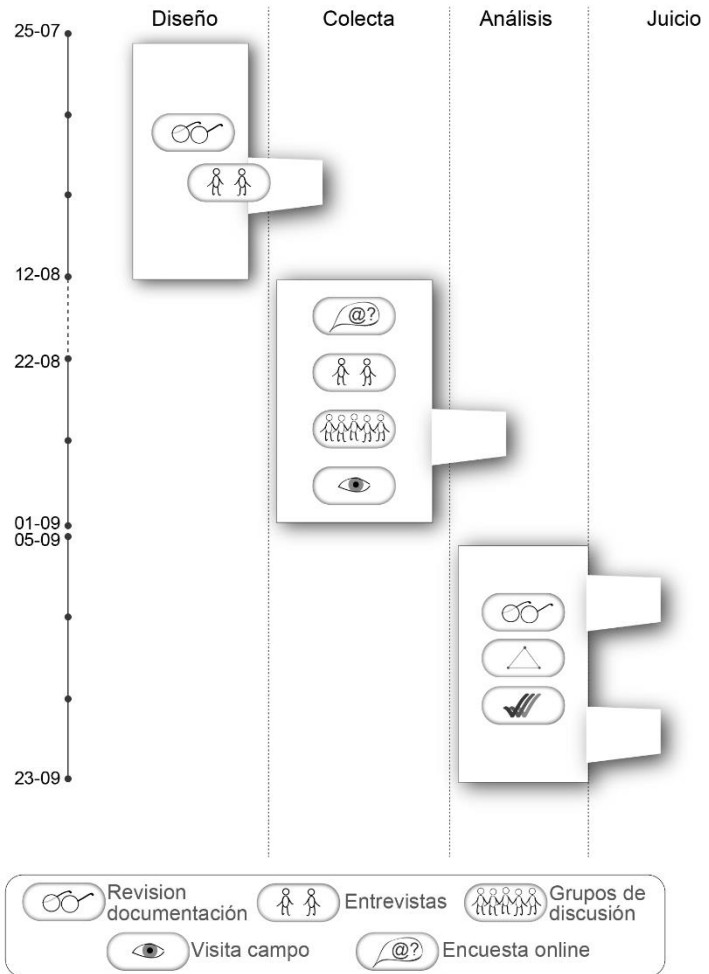 Diseño
Colecta
Análisis
Juicio
25-07
12-08
@?
22-08
01-09
05-09
23-09
Revision
documentación
Entrevistas
Grupos de
discusión
Visita campo
@?
Encuesta online